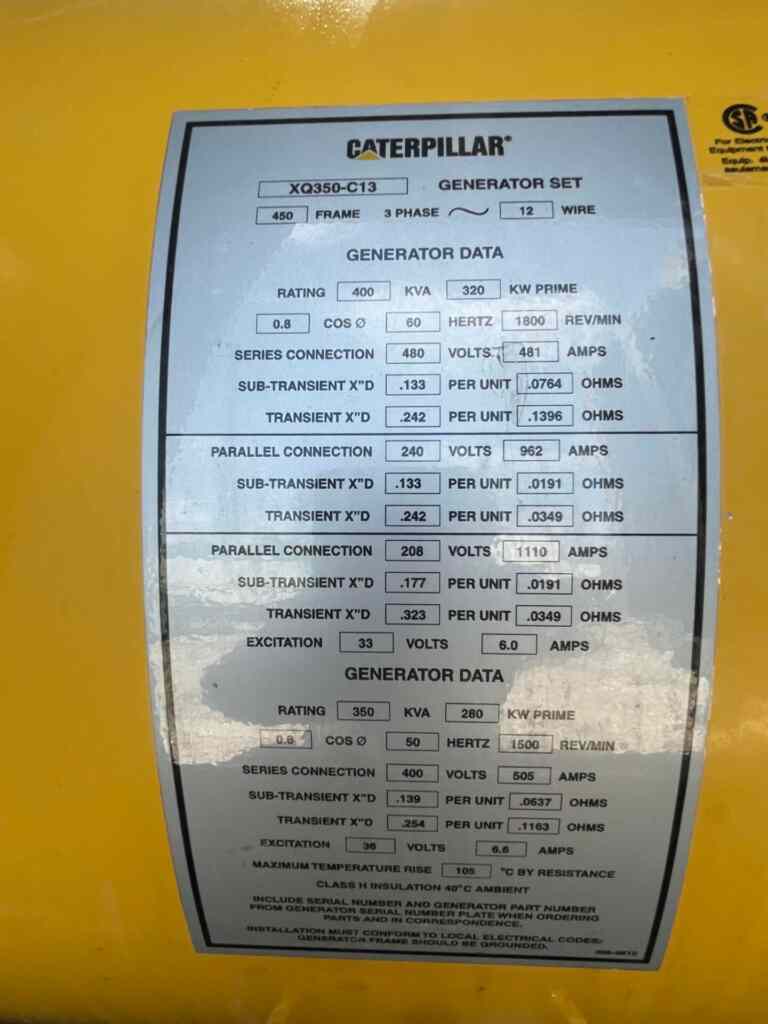 CATERPILLAR®
XQ350-C13 GENERATOR SET
450 FRAME 3 PHASE 12 WIRE
GENERATOR DATA
RATING 400 KVA 320 KW PRIME
0.8 COS Ø 60 HERTZ 1800 REV/MIN
SERIES CONNECTION 480 VOLTS 481 AMPS
SUB-TRANSIENT X"D .133 PER UNIT .0764 OHMS
TRANSIENT X"D .242 PER UNIT .1396 OHMS
PARALLEL CONNECTION 240 VOLTS 962 AMPS
SUB-TRANSIENT X"D .133 PER UNIT .0191 OHMS
TRANSIENT X"D .242 PER UNIT .0349 OHMS
PARALLEL CONNECTION 208 VOLTS 1110 AMPS
SUB-TRANSIENT X"D .177 PER UNIT .0191 OHMS
TRANSIENT X"D .323 PER UNIT .0349 OHMS
EXCITATION 33 VOLTS 6.0 AMPS
GENERATOR DATA
RATING 350 KVA 280 KW PRIME
0.8 COS Ø 50 HERTZ 1500 REV/MIN
SERIES CONNECTION 400 VOLTS 505 AMPS
SUB-TRANSIENT X"D .139 PER UNIT .0637 OHMS
TRANSIENT X"D .254 PER UNIT .1163 OHMS
EXCITATION 36 VOLTS 6.6 AMPS
MAXIMUM TEMPERATURE RISE 105 °C BY RESISTANCE
CLASS H INSULATION 40°C AMBIENT
INCLUDE SERIAL NUMBER AND GENERATOR PART NUMBER
FROM GENERATOR SERIAL NUMBER PLATE WHEN ORDERING
PARTS AND IN CORRESPONDENCE.
INSTALLATION MUST CONFORM TO LOCAL ELECTRICAL CODES/
GENERATOR FRAME SHOULD BE GROUNDED.
SA
For Electric
Equipment
Equip. 
seulement